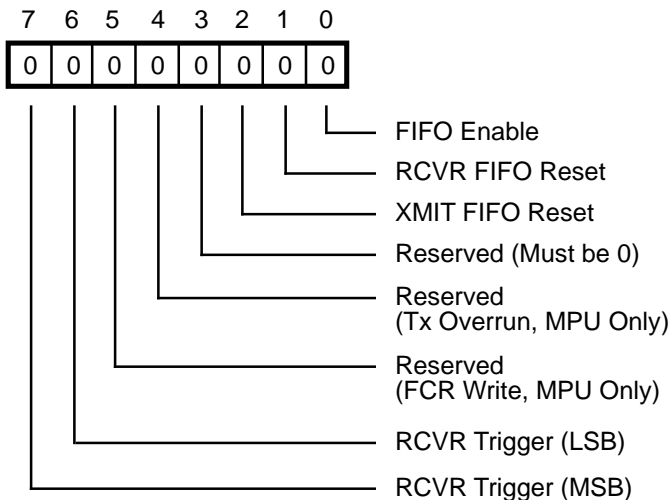 7 6 5 4 3 2 1 0
0 0 0 0 0 0 0 0
FIFO Enable
RCVR FIFO Reset
XMIT FIFO Reset
Reserved (Must be 0)
Reserved
(Tx Overrun, MPU Only)
Reserved
(FCR Write, MPU Only)
RCVR Trigger (LSB)
RCVR Trigger (MSB)